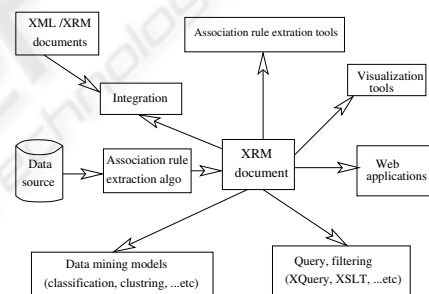 XML /XRM
documents
Association rule extration tools
Visualization
tools
Integration
Data
source
Association rule
extraction algo
XRM
document
Web
applications
Data mining models
(classification, clustring, ...etc)
Query, filtering
(XQuery, XSLT, ...etc)